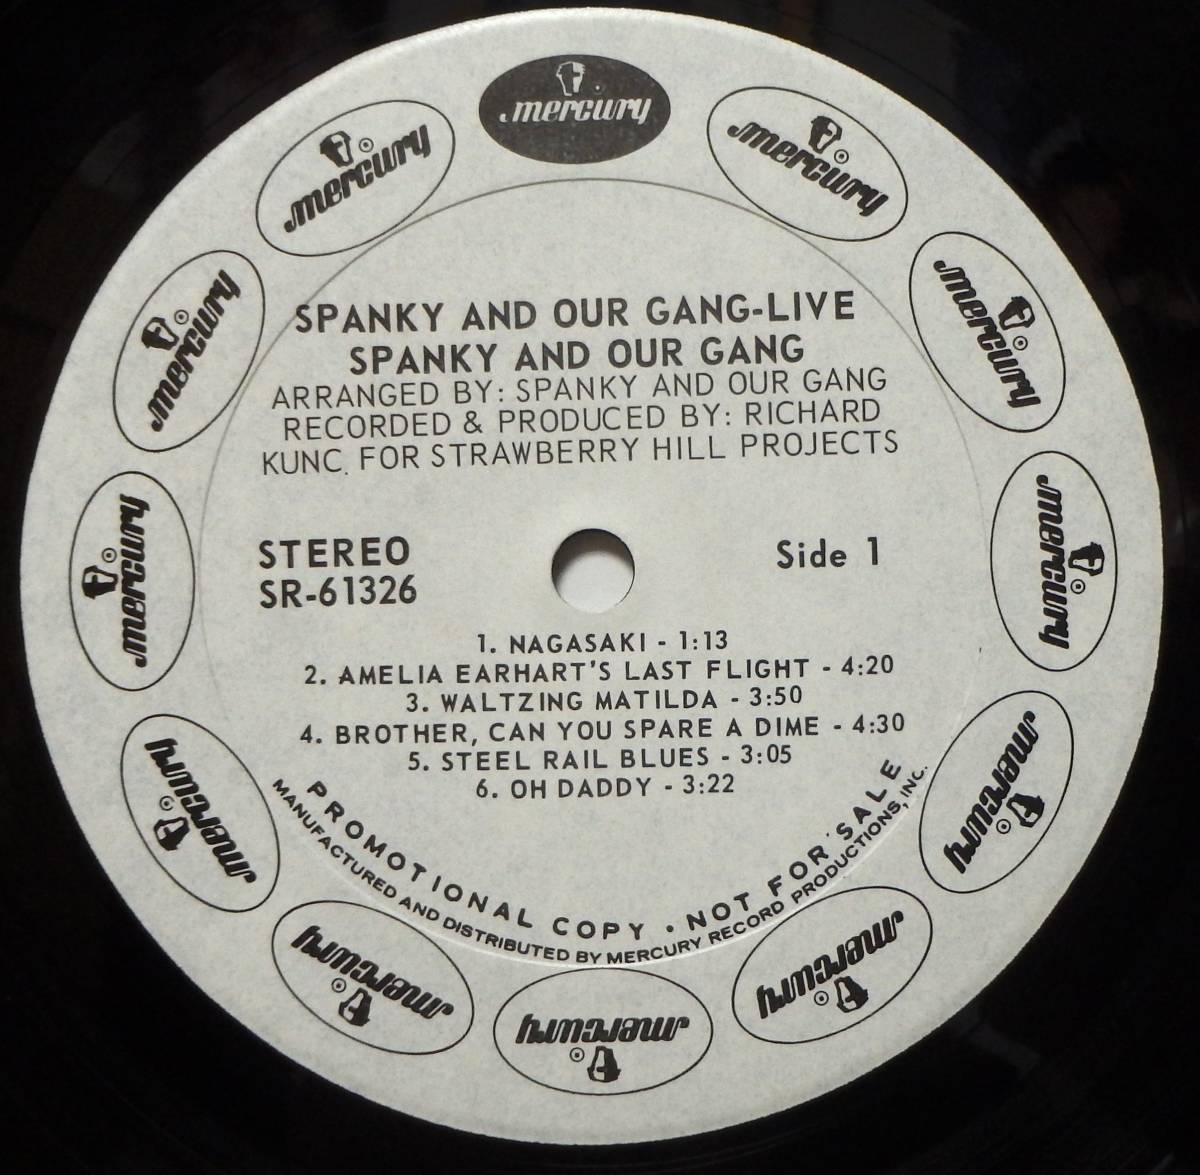 mercury
mercury
mercury
mercury
mercury
mercury
mercury
mercury
mercury
mercury
mercury
mercury
SPANKY AND OUR GANG-LIVE
SPANKY AND OUR GANG
ARRANGED BY: SPANKY AND OUR GANG
RECORDED & PRODUCED BY: RICHARD
KUNC. FOR STRAWBERRY HILL PROJECTS
STEREO
SR-61326
Side 1
1. NAGASAKI - 1:13
2. AMELIA EARHART'S LAST FLIGHT - 4:20
3. WALTZING MATILDA - 3:50
4. BROTHER, CAN YOU SPARE A DIME - 4:30
5. STEEL RAIL BLUES - 3:05
6. OH DADDY - 3:22
PROMOTIONAL COPY • NOT FOR SALE
MANUFACTURED AND DISTRIBUTED BY MERCURY RECORD PRODUCTIONS, INC.